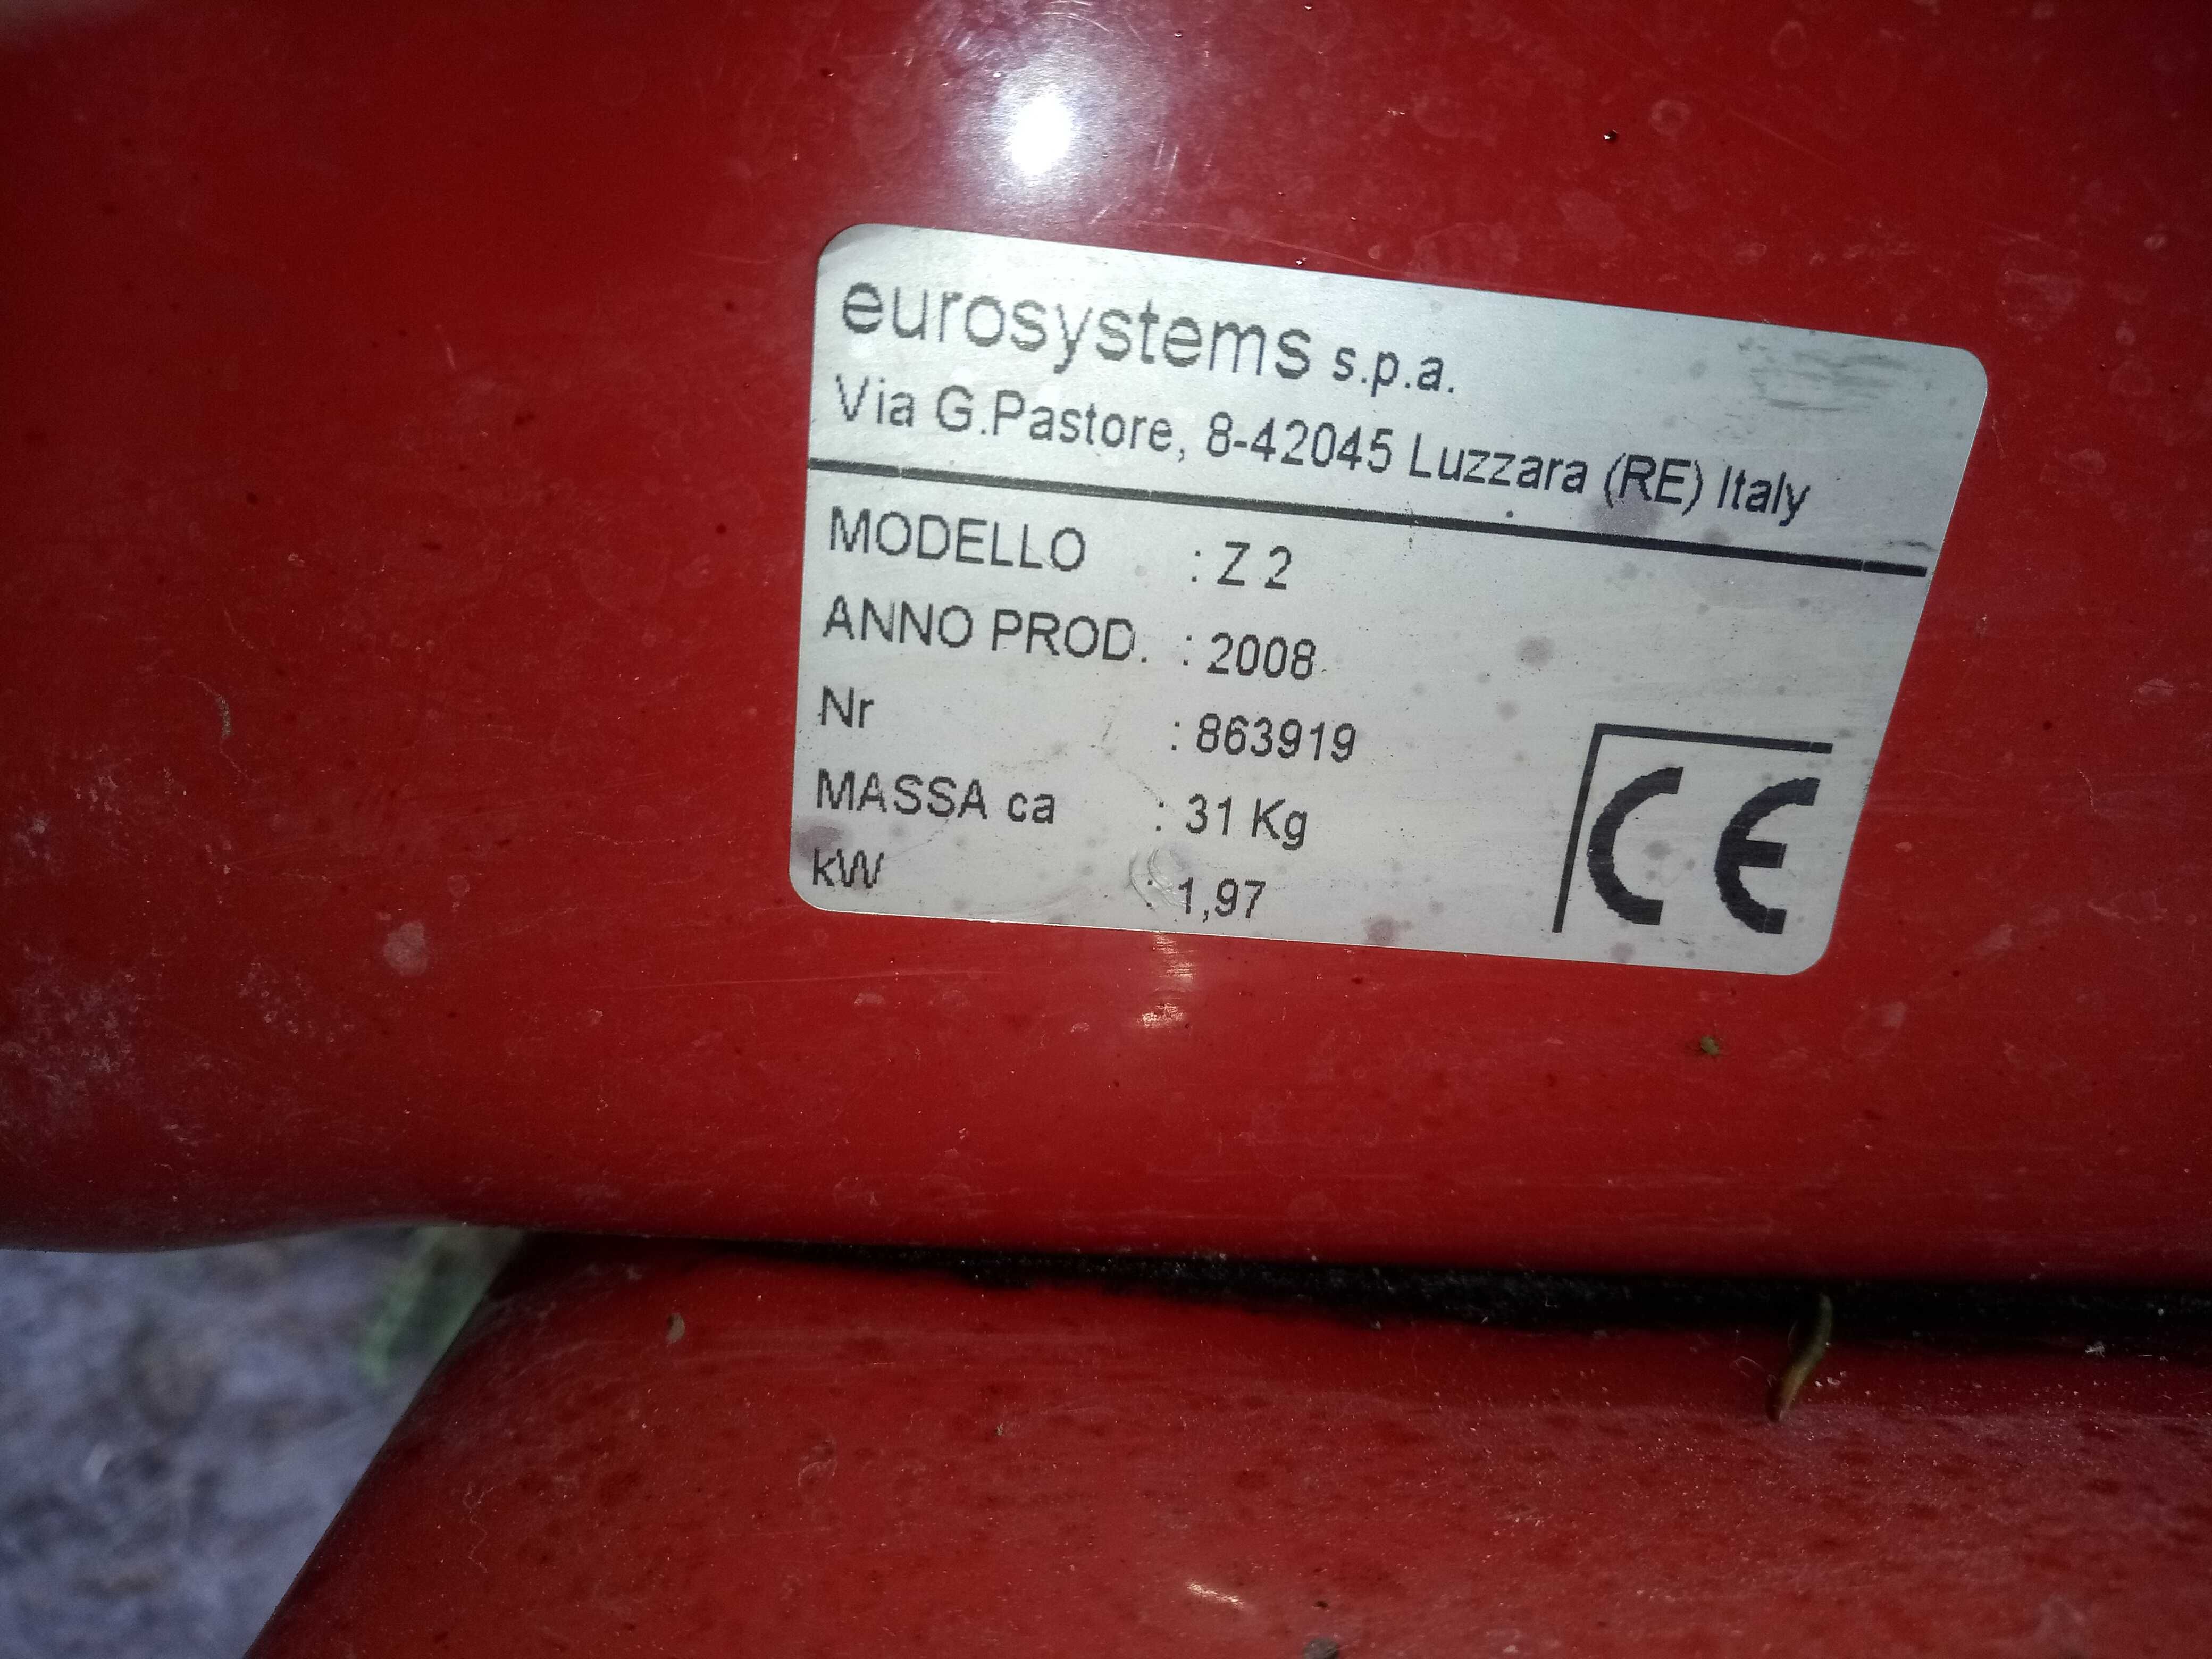 eurosystems s.p.a.
Via G.Pastore, 8-42045 Luzzara (RE) Italy
MODELLO : Z 2
ANNO PROD. : 2008
Nr : 863919
MASSA ca : 31 Kg
kW : 1,97
CE